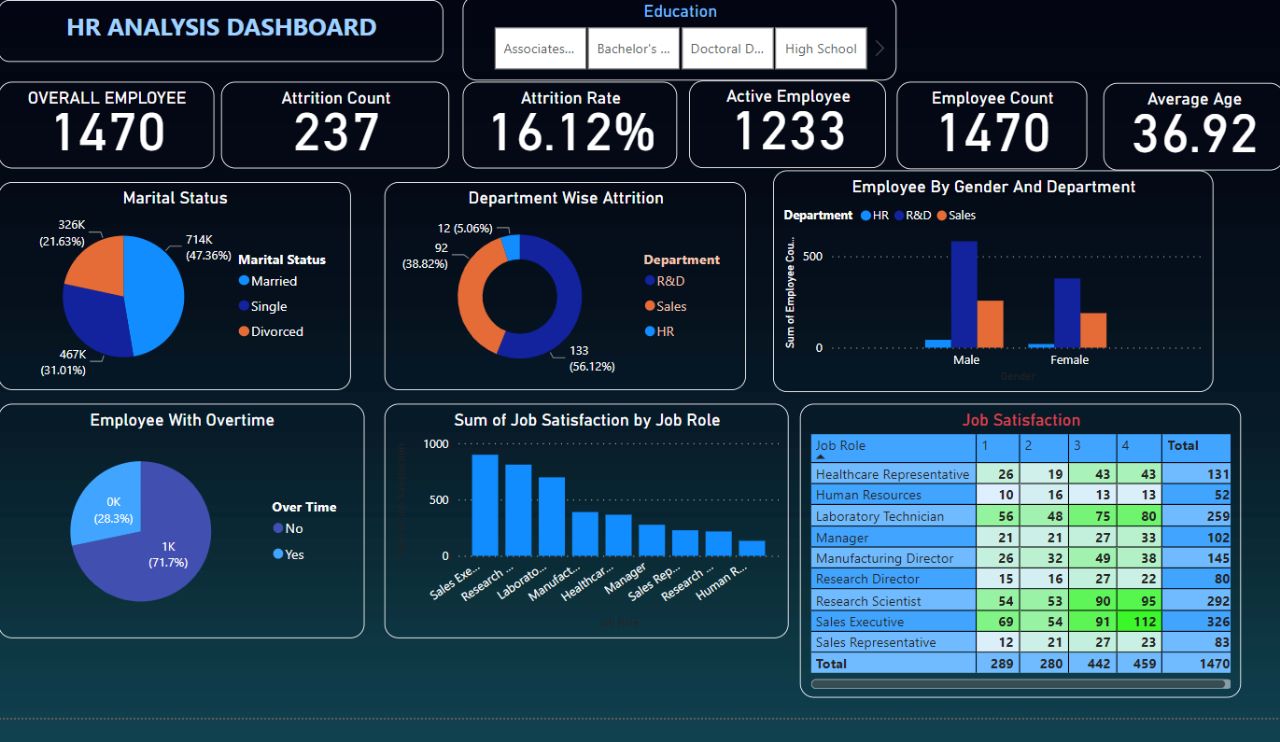 HR ANALYSIS DASHBOARD
Education
Associates... Bachelor's ... Doctoral D... High School
OVERALL EMPLOYEE
1470
Attrition Count
237
Attrition Rate
16.12%
Active Employee
1233
Employee Count
1470
Average Age
36.92
Marital Status
326K
(21.63%)
714K
(47.36%)
467K
(31.01%)
Marital Status
Married
Single
Divorced
Department Wise Attrition
12 (5.06%)
92
(38.82%)
133
(56.12%)
Department
R&D
Sales
HR
Employee By Gender And Department
Department HR R&D Sales
Sum of Employee Cou...
500
0
Male Female
Gender
Employee With Overtime
0K
(28.3%)
1K
(71.7%)
Over Time
No
Yes
Sum of Job Satisfaction by Job Role
1000
500
0
Sales Exe... Research ... Laborato... Manufact... Healthcar... Manager Sales Rep... Research ... Human R...
Job Role
Job Satisfaction
Job Role 1 2 3 4 Total
Healthcare Representative 26 19 43 43 131
Human Resources 10 16 13 13 52
Laboratory Technician 56 48 75 80 259
Manager 21 21 27 33 102
Manufacturing Director 26 32 49 38 145
Research Director 15 16 27 22 80
Research Scientist 54 53 90 95 292
Sales Executive 69 54 91 112 326
Sales Representative 12 21 27 23 83
Total 289 280 442 459 1470